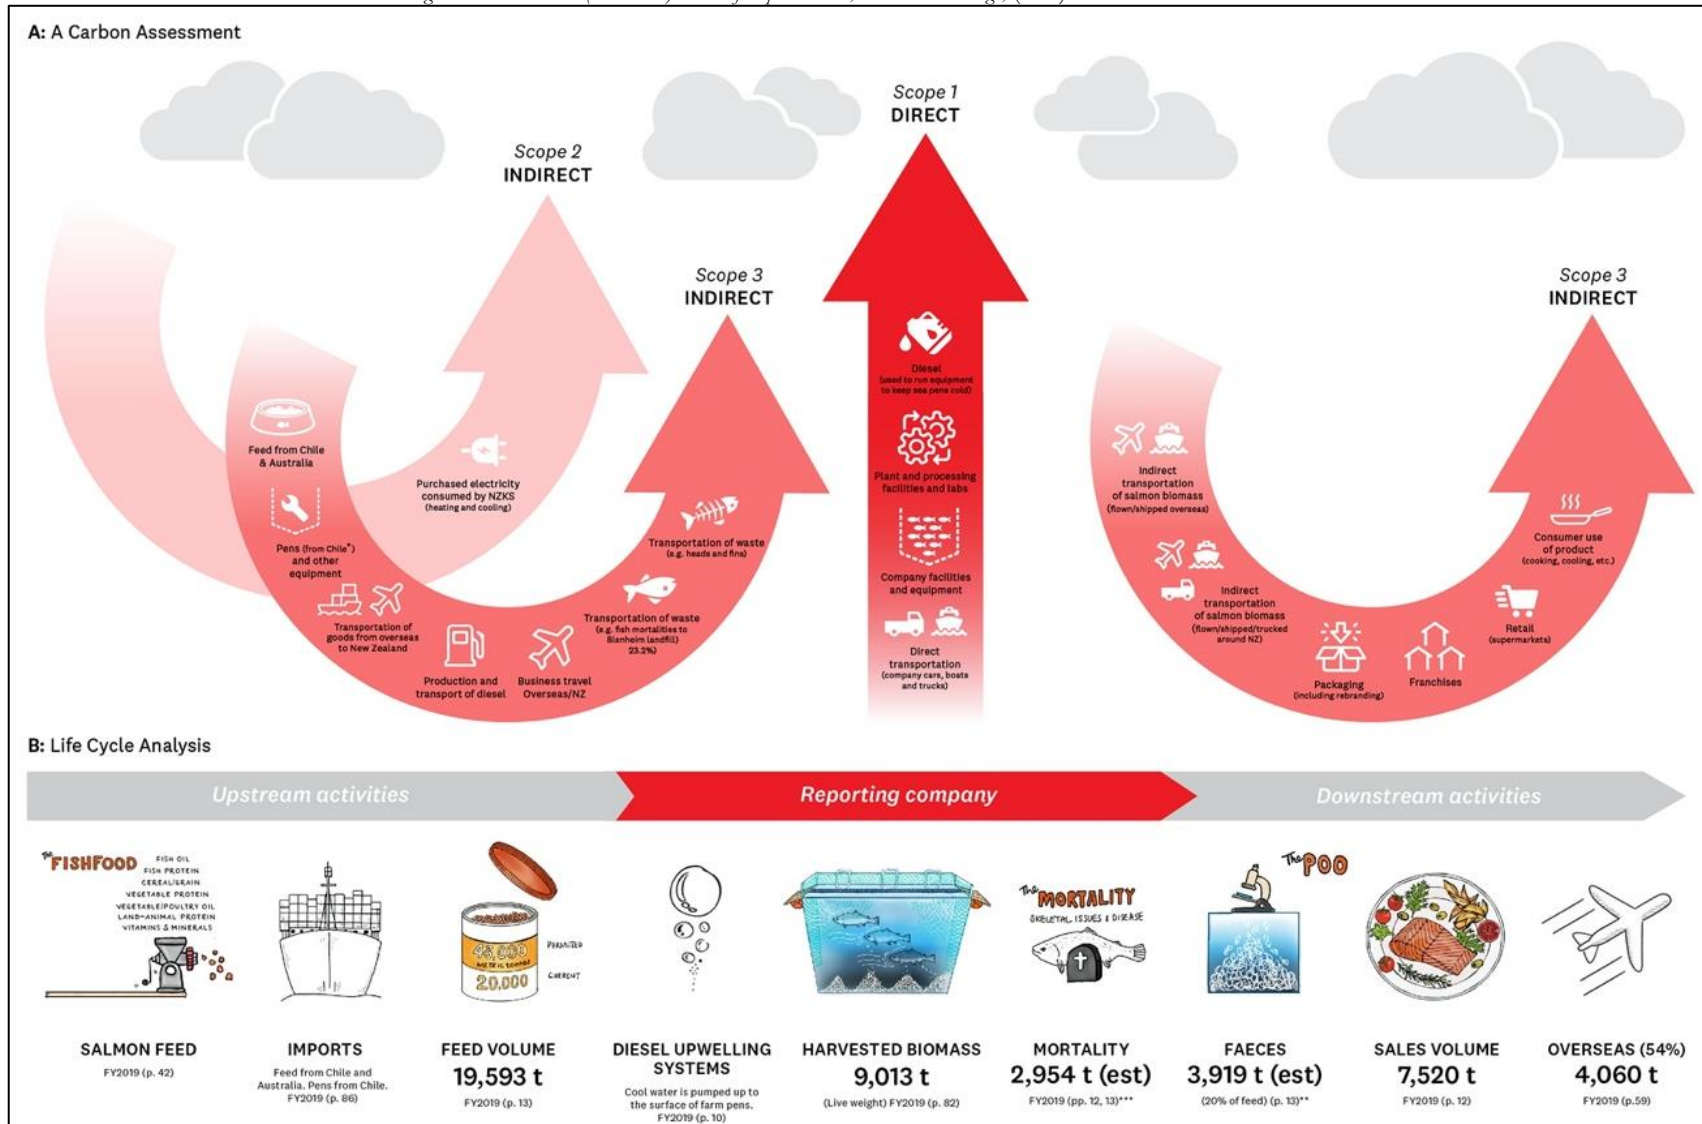 A: A Carbon Assessment
Scope 1
DIRECT
Scope 2
INDIRECT
Scope 3
INDIRECT
Scope 3
INDIRECT
Feed from Chile
& Australia
Pens (from Chile*)
and other
equipment
Transportation of
goods from overseas
to New Zealand
Production and
transport of diesel
Business travel
Overseas/NZ
Transportation of waste
(e.g. fish mortalities to
Blenheim landfill)
23.2%)
Transportation of waste
(e.g. heads and fins)
Purchased electricity
consumed by NZKS
(heating and cooling)
Diesel
(used to run equipment
to keep sea pens cold)
Plant and processing
facilities and labs
Company facilities
and equipment
Direct
transportation
(company cars, boats
and trucks)
Indirect
transportation
of salmon biomass
(flown/shipped overseas)
Indirect
transportation
of salmon biomass
(flown/shipped/trucked
around NZ)
Packaging
(including rebranding)
Franchises
Retail
(supermarkets)
Consumer use
of product
(cooking, cooling, etc.)
B: Life Cycle Analysis
Upstream activities
Reporting company
Downstream activities
The FISHFOOD
FISH OIL
FISH PROTEIN
CEREAL/GRAIN
VEGETABLE PROTEIN
VEGETABLE/POULTRY OIL
LAND-ANIMAL PROTEIN
VITAMINS & MINERALS
METRIC TONNES
PERMITTED
20,000
CURRENT
The MORTALITY
SKELETAL ISSUES & DISEASE
The POO
SALMON FEED
FY2019 (p. 42)
IMPORTS
Feed from Chile and
Australia. Pens from Chile.
FY2019 (p. 86)
FEED VOLUME
19,593 t
FY2019 (p. 13)
DIESEL UPWELLING
SYSTEMS
Cool water is pumped up to
the surface of farm pens.
FY2019 (p. 10)
HARVESTED BIOMASS
9,013 t
(Live weight) FY2019 (p. 82)
MORTALITY
2,954 t (est)
FY2019 (pp. 12, 13)***
FAECES
3,919 t (est)
(20% of feed) (p. 13)**
SALES VOLUME
7,520 t
FY2019 (p. 12)
OVERSEAS (54%)
4,060 t
FY2019 (p.59)